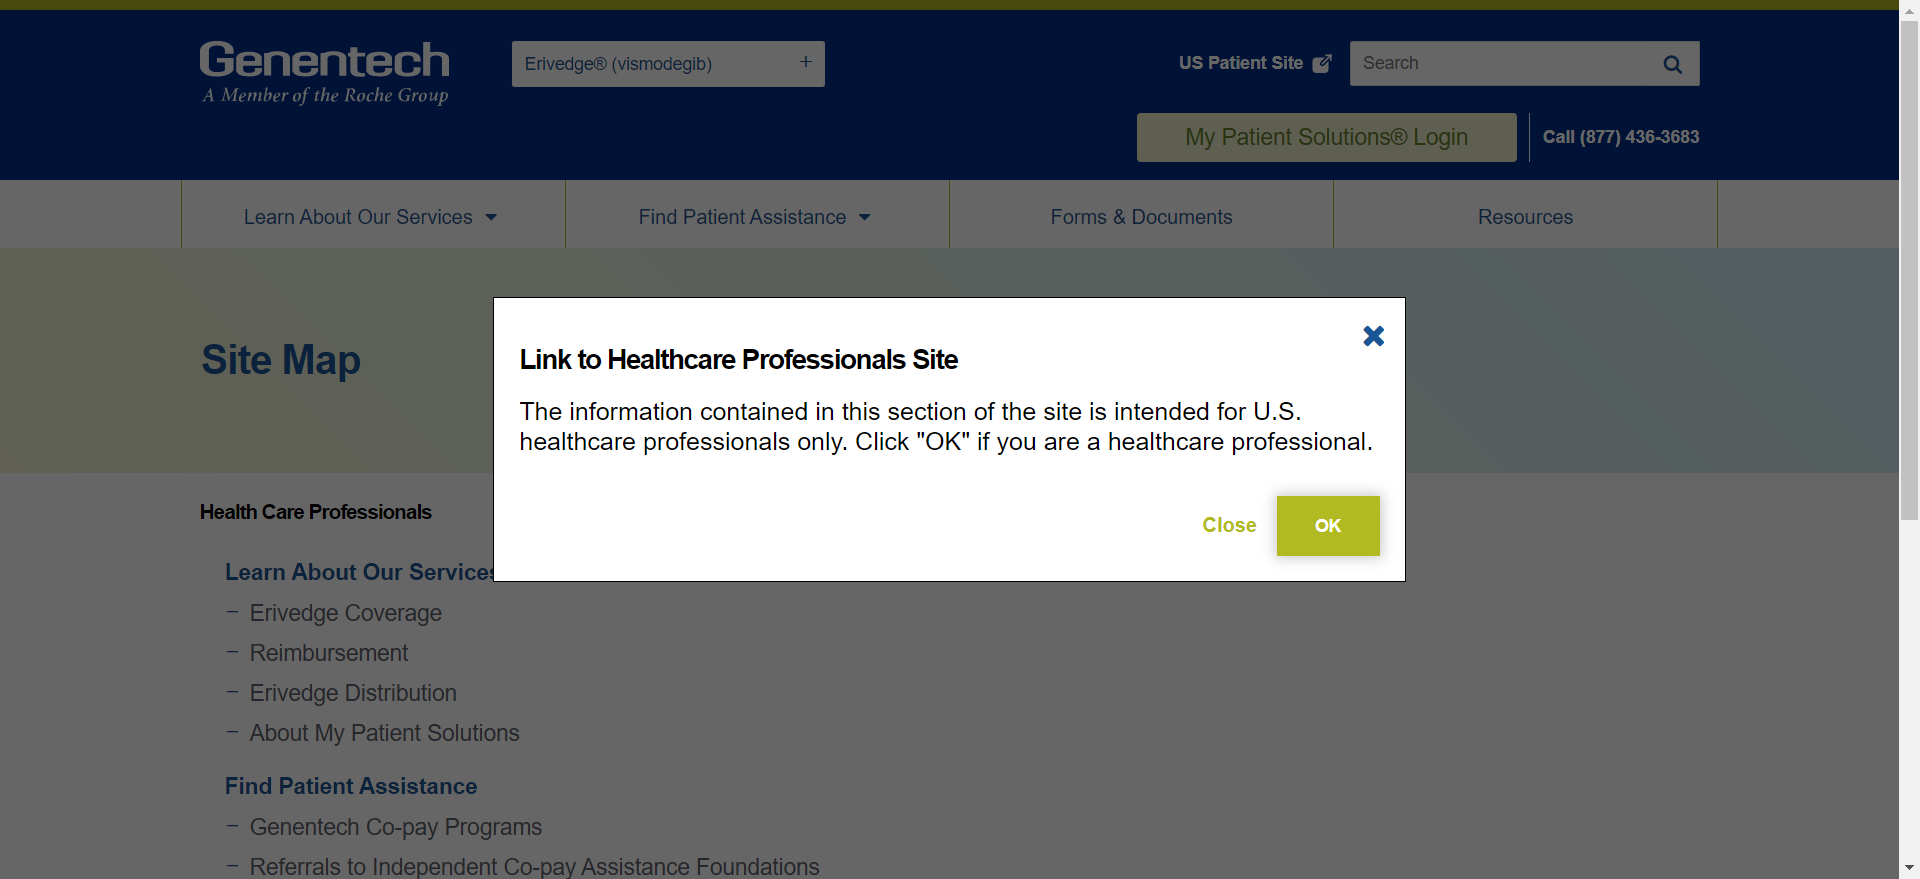 Genentech
A Member of the Roche Group
Erivedge® (vismodegib) +
US Patient Site
Search
My Patient Solutions® Login
Call (877) 436-3683
Learn About Our Services
Find Patient Assistance
Forms & Documents
Resources
Site Map
Link to Healthcare Professionals Site
The information contained in this section of the site is intended for U.S.
healthcare professionals only. Click "OK" if you are a healthcare professional.
Close
OK
Health Care Professionals
Learn About Our Services
– Erivedge Coverage
– Reimbursement
– Erivedge Distribution
– About My Patient Solutions
Find Patient Assistance
– Genentech Co-pay Programs
– Referrals to Independent Co-pay Assistance Foundations